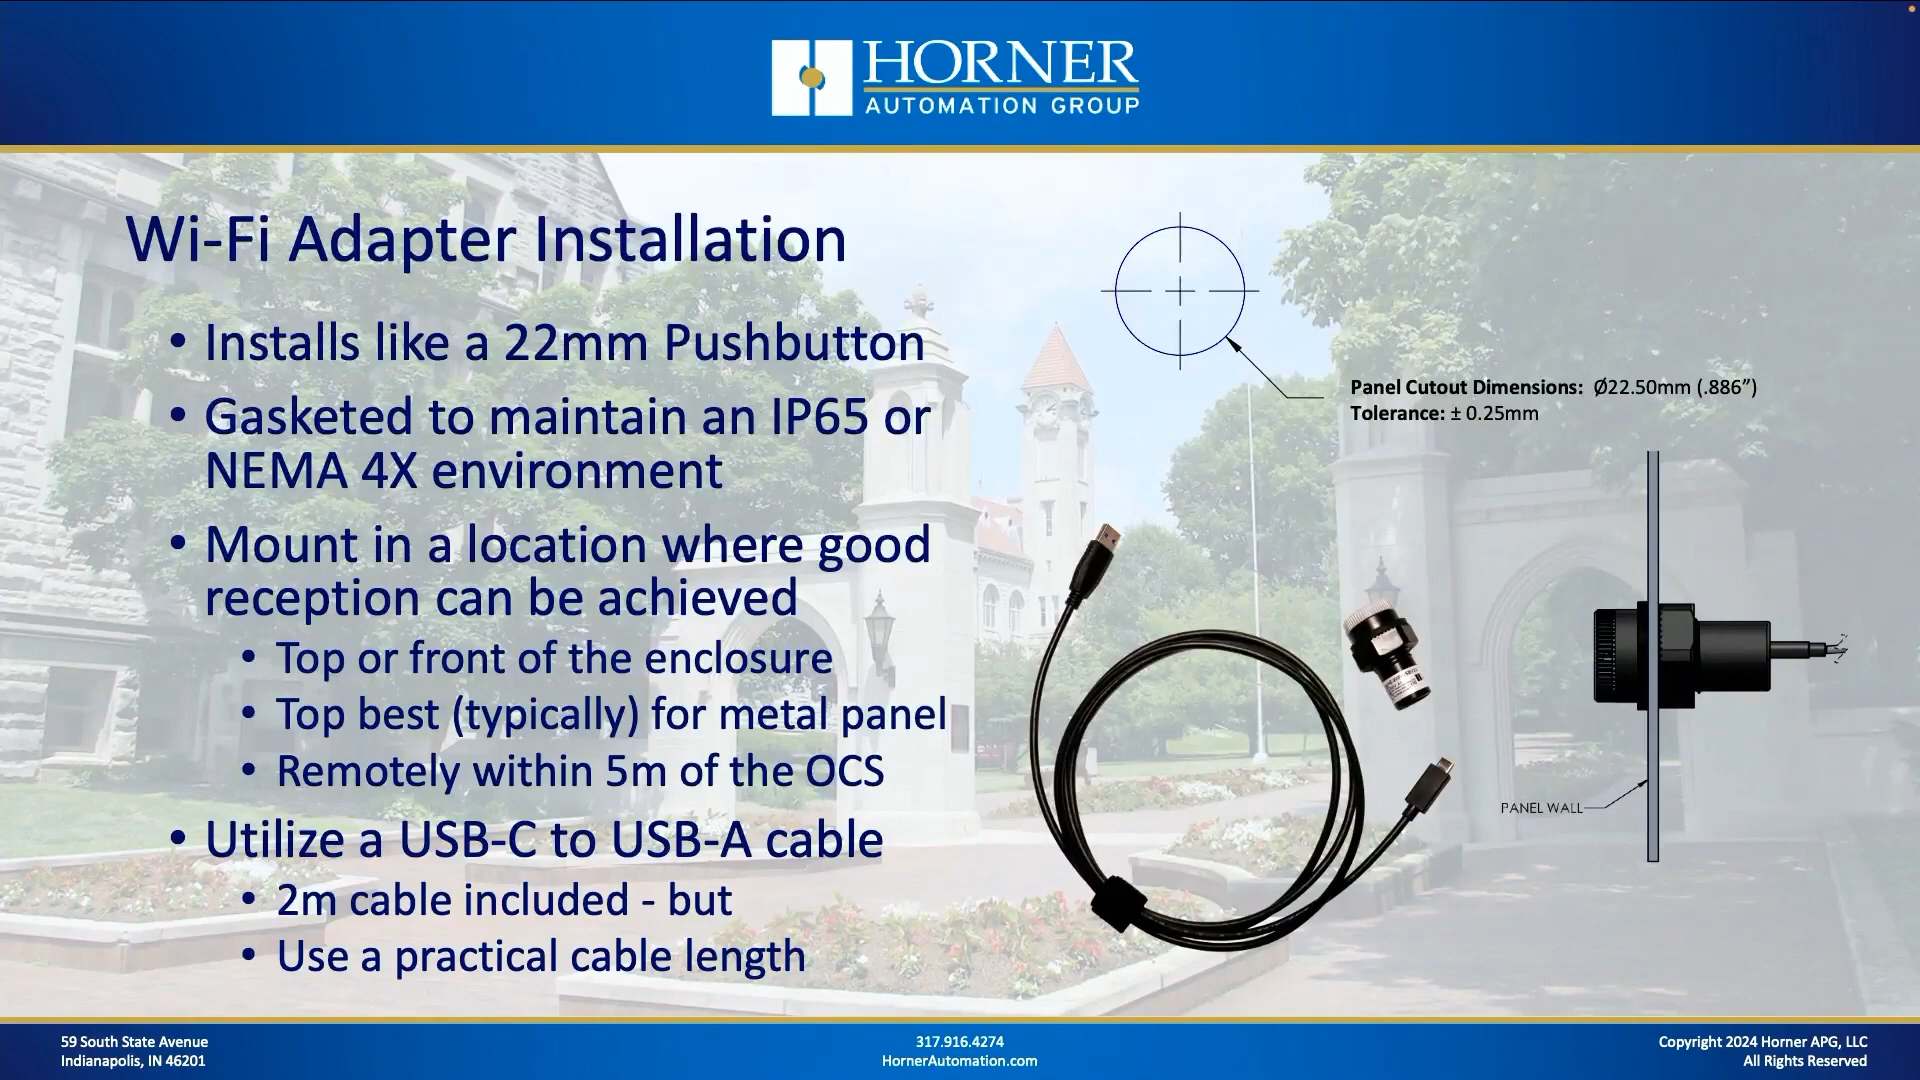 HORNER
AUTOMATION GROUP
Wi-Fi Adapter Installation
• Installs like a 22mm Pushbutton
• Gasketed to maintain an IP65 or
NEMA 4X environment
• Mount in a location where good
reception can be achieved
• Top or front of the enclosure
• Top best (typically) for metal panel
• Remotely within 5m of the OCS
• Utilize a USB-C to USB-A cable
• 2m cable included - but
• Use a practical cable length
Panel Cutout Dimensions: Ø22.50mm (.886”)
Tolerance: ± 0.25mm
PANEL WALL
59 South State Avenue
Indianapolis, IN 46201
317.916.4274
HornerAutomation.com
Copyright 2024 Horner APG, LLC
All Rights Reserved